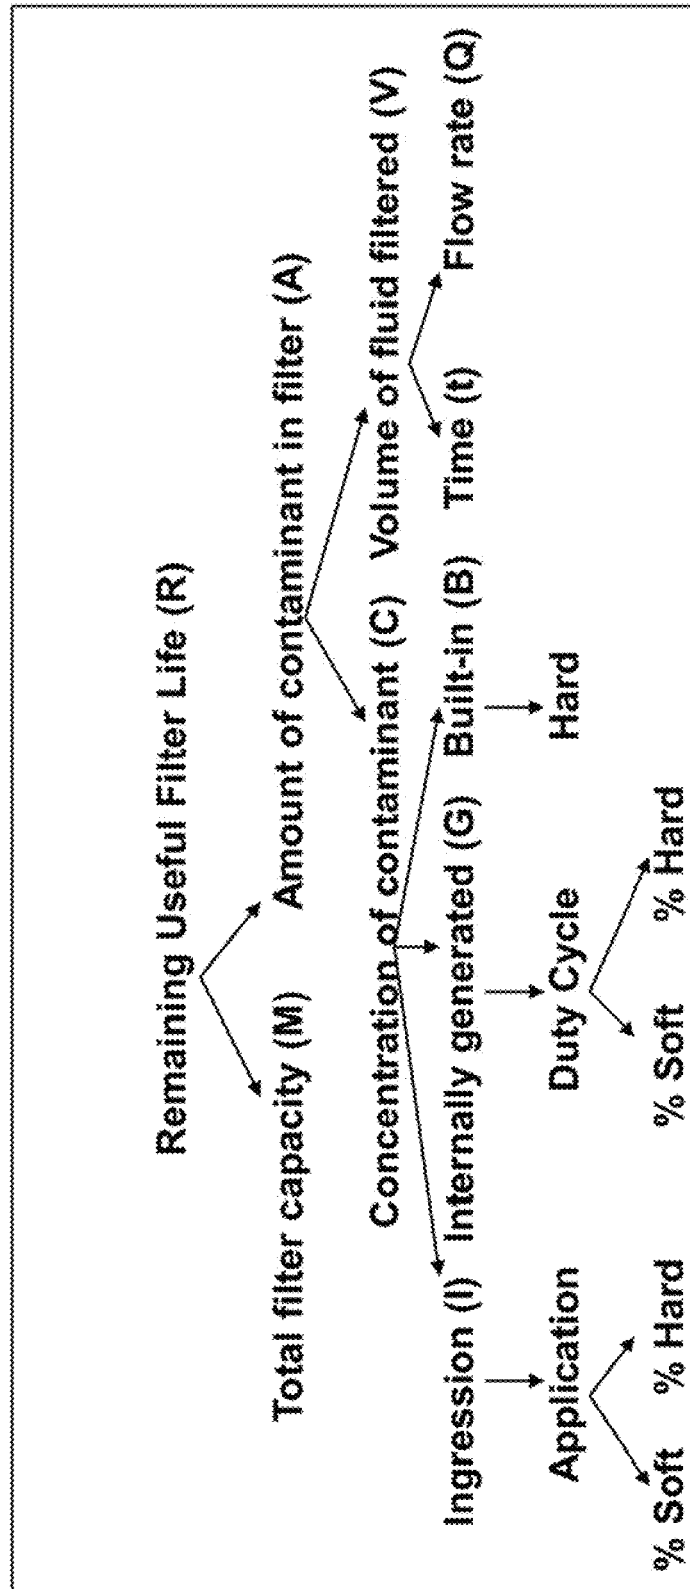 Remaining Useful Filter Life (R)
Total filter capacity (M) Amount of contaminant in filter (A)
Concentration of contaminant (C) Volume of fluid filtered (V)
Ingression (I) Internally generated (G) Built-in (B) Time (t) Flow rate (Q)
Application Duty Cycle Hard
% Soft % Hard % Soft % Hard